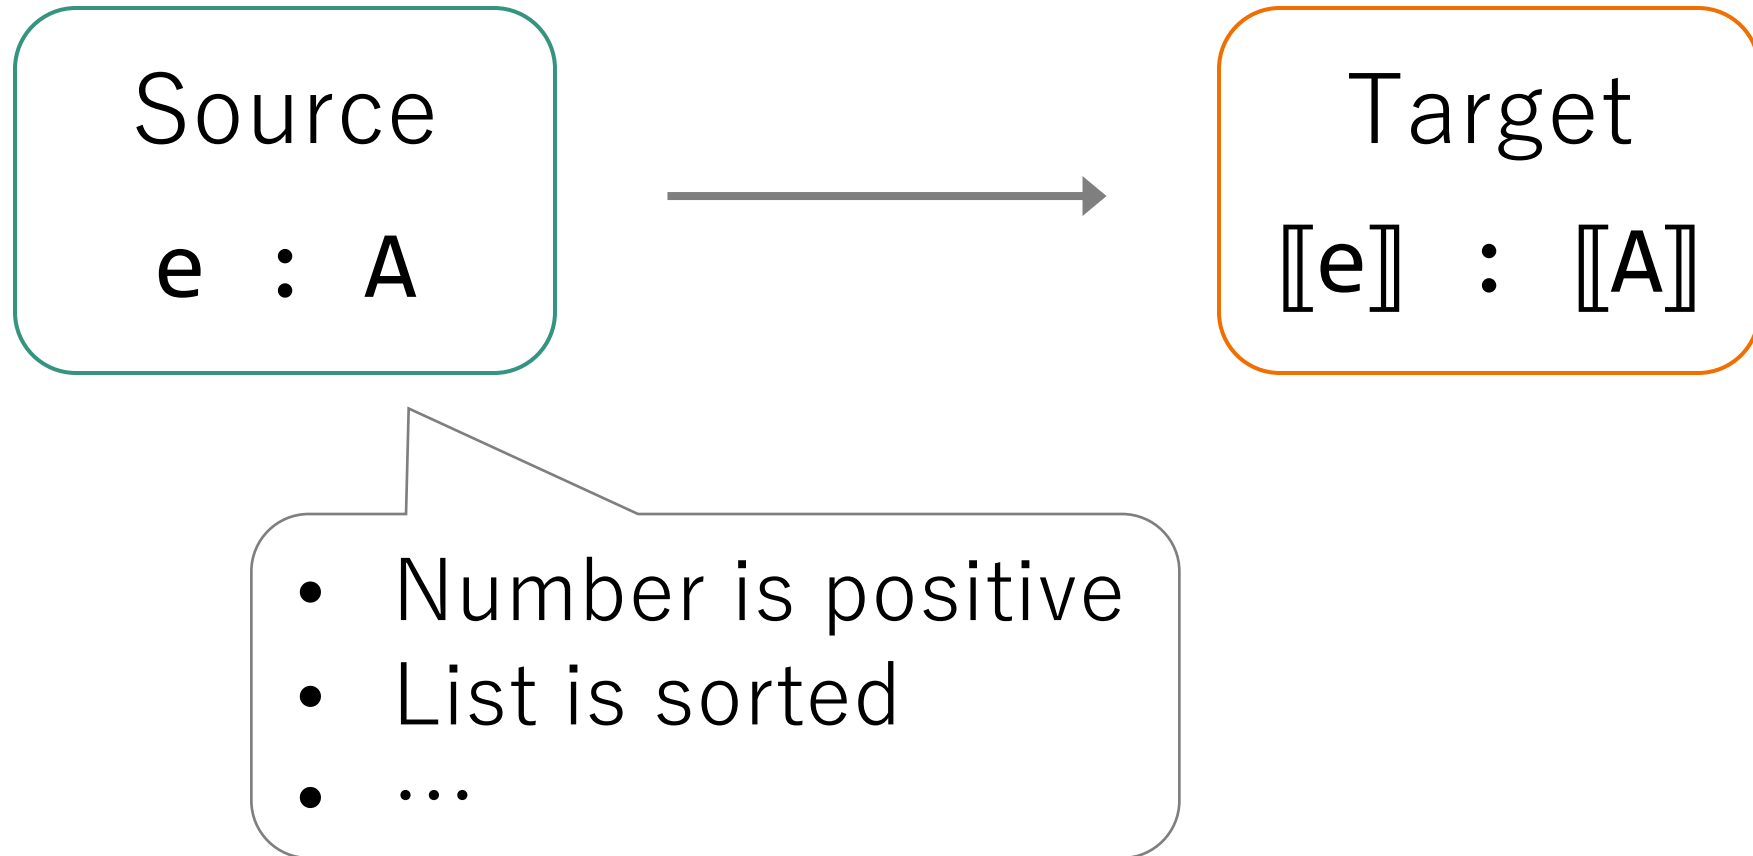 Source
e : A
Target
⟦e⟧ : ⟦A⟧
• Number is positive
• List is sorted
• …